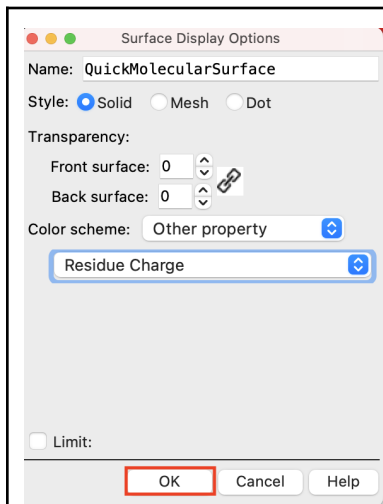 Surface Display Options
Name: QuickMolecularSurface
Style: Solid Mesh Dot
Transparency:
Front surface: 0
Back surface: 0
Color scheme: Other property
Residue Charge
Limit:
OK Cancel Help